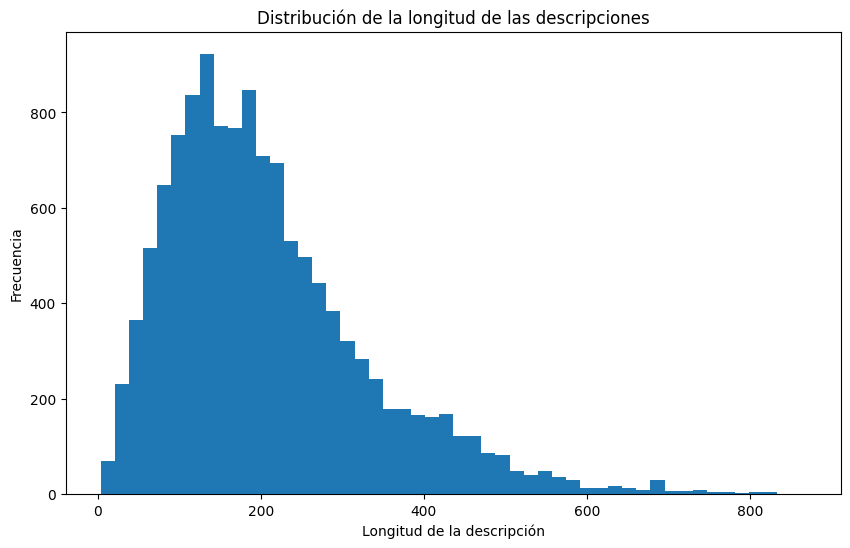 Distribución de la longitud de las descripciones
800
600
400
200
0
Frecuencia
0 200 400 600 800
Longitud de la descripción